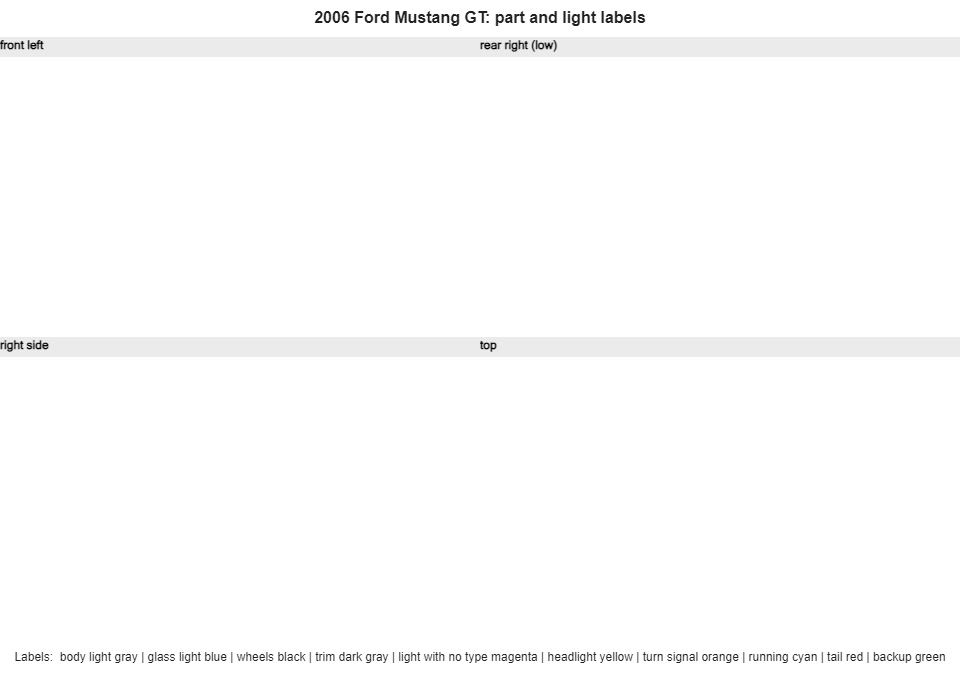 2006 Ford Mustang GT: part and light labels
front left
rear right (low)
right side
top
Labels:  body light gray | glass light blue | wheels black | trim dark gray | light with no type magenta | headlight yellow | turn signal orange | running cyan | tail red | backup green